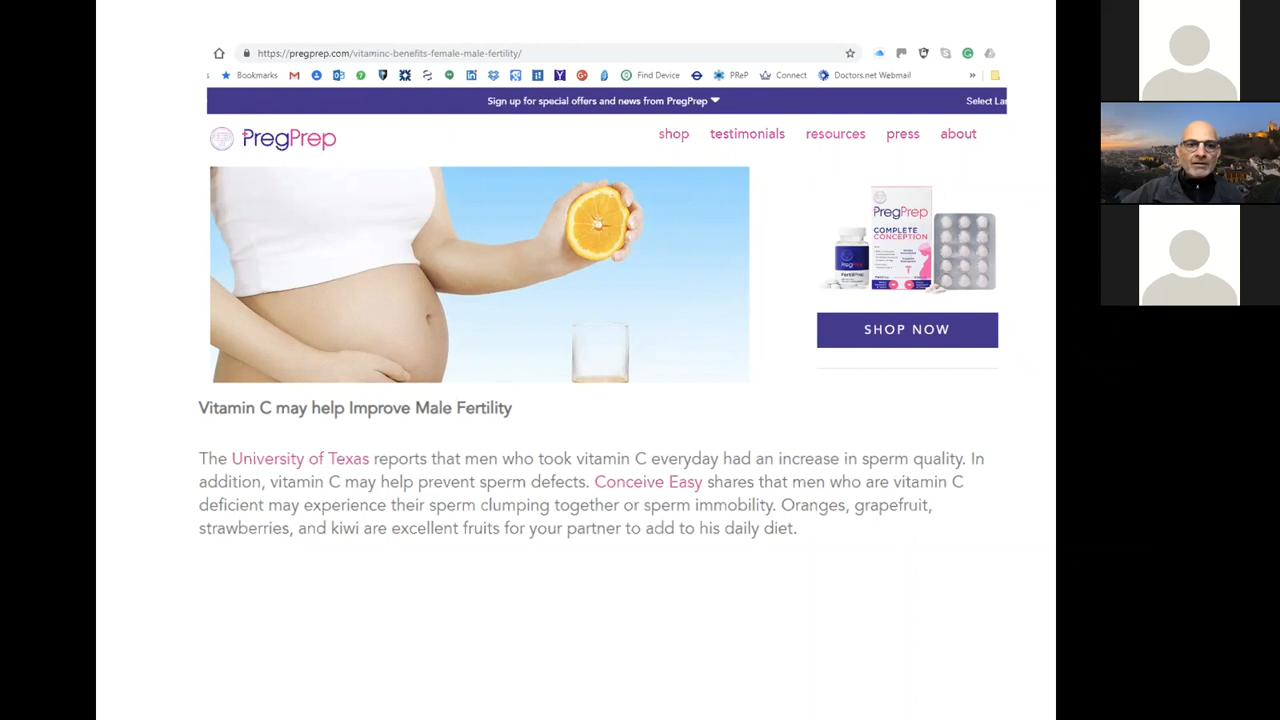 https://pregprep.com/vitaminc-benefits-female-male-fertility/
Bookmarks
Find Device
PReP
Connect
Doctors.net Webmail
»
Sign up for special offers and news from PregPrep
Select Lan
PregPrep
shop testimonials resources press about
PregPrep
COMPLETE
CONCEPTION
FertilPrep
SHOP NOW
Vitamin C may help Improve Male Fertility
The University of Texas reports that men who took vitamin C everyday had an increase in sperm quality. In
addition, vitamin C may help prevent sperm defects. Conceive Easy shares that men who are vitamin C
deficient may experience their sperm clumping together or sperm immobility. Oranges, grapefruit,
strawberries, and kiwi are excellent fruits for your partner to add to his daily diet.